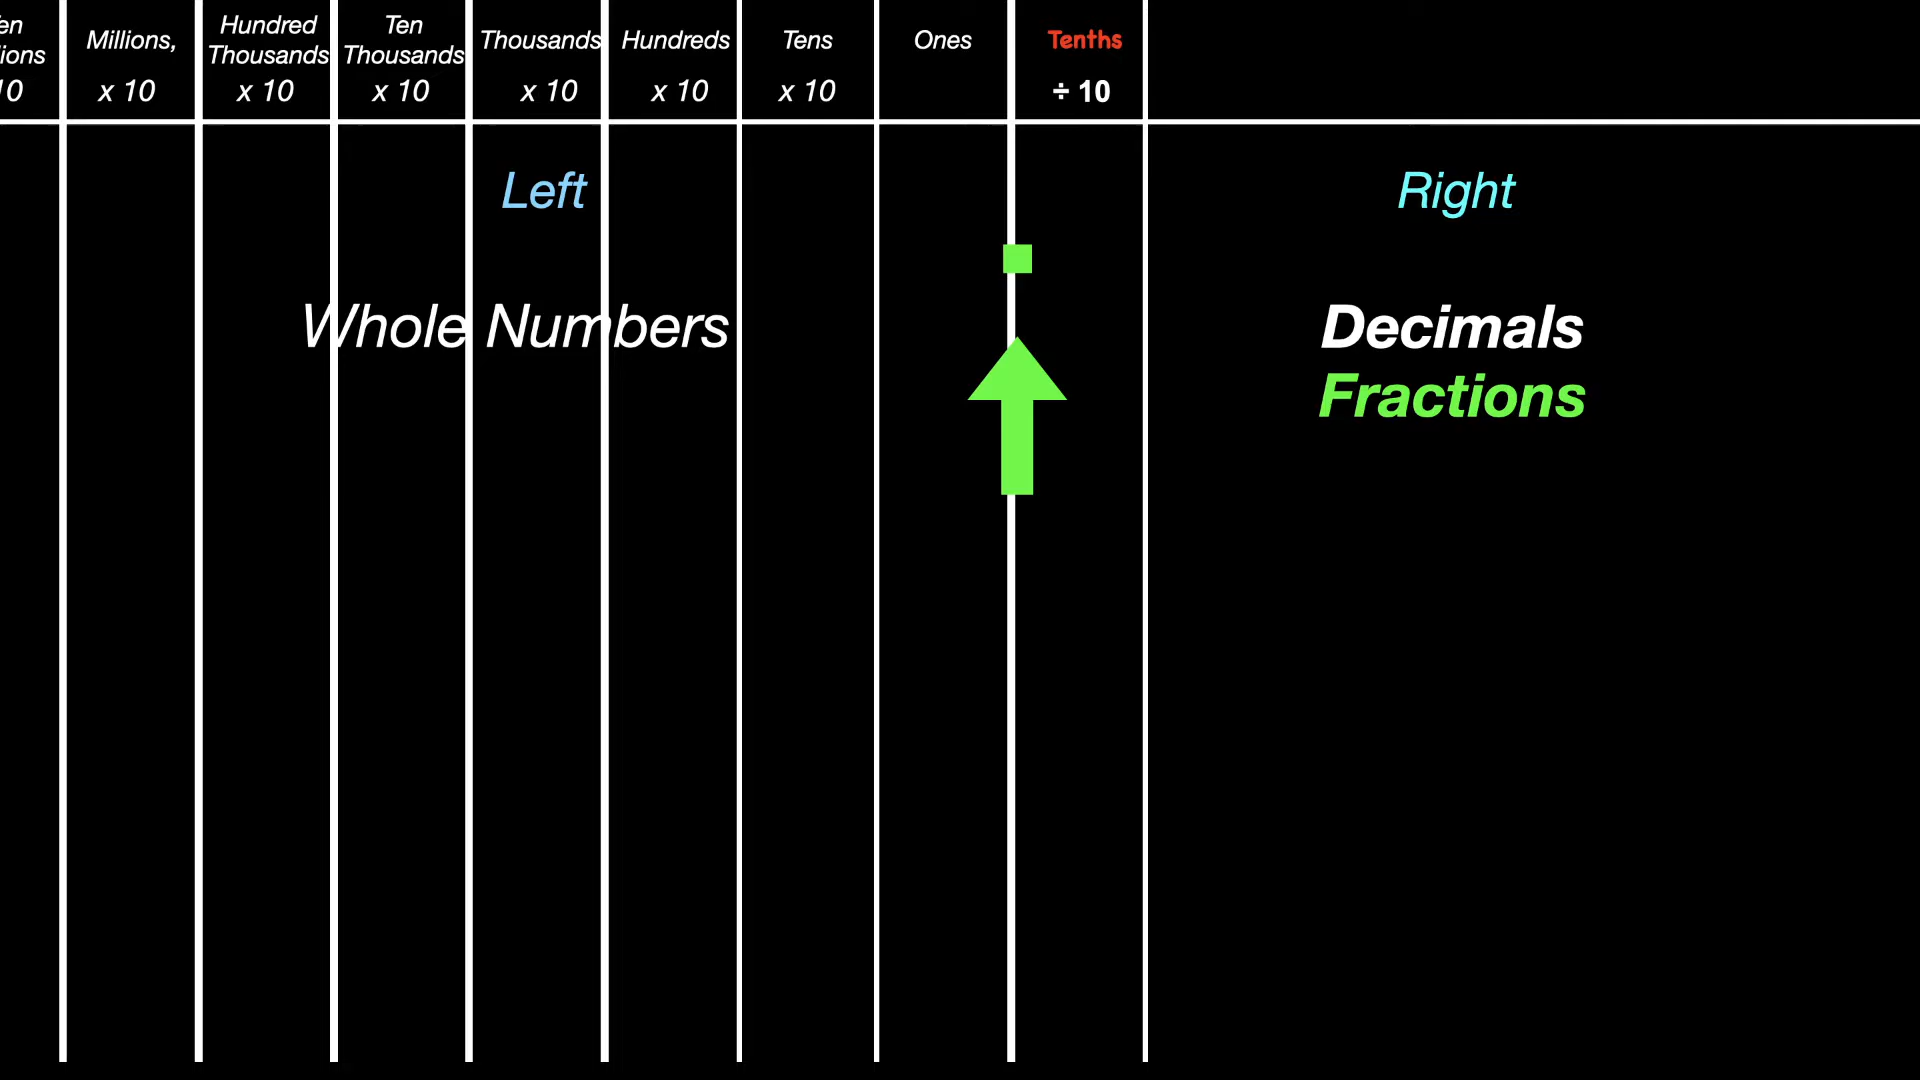 Millions,
x 10
Hundred
Thousands
x 10
Ten
Thousands
x 10
Thousands
x 10
Hundreds
x 10
Tens
x 10
Ones
Tenths
÷ 10
Left
Right
Whole Numbers
Decimals
Fractions